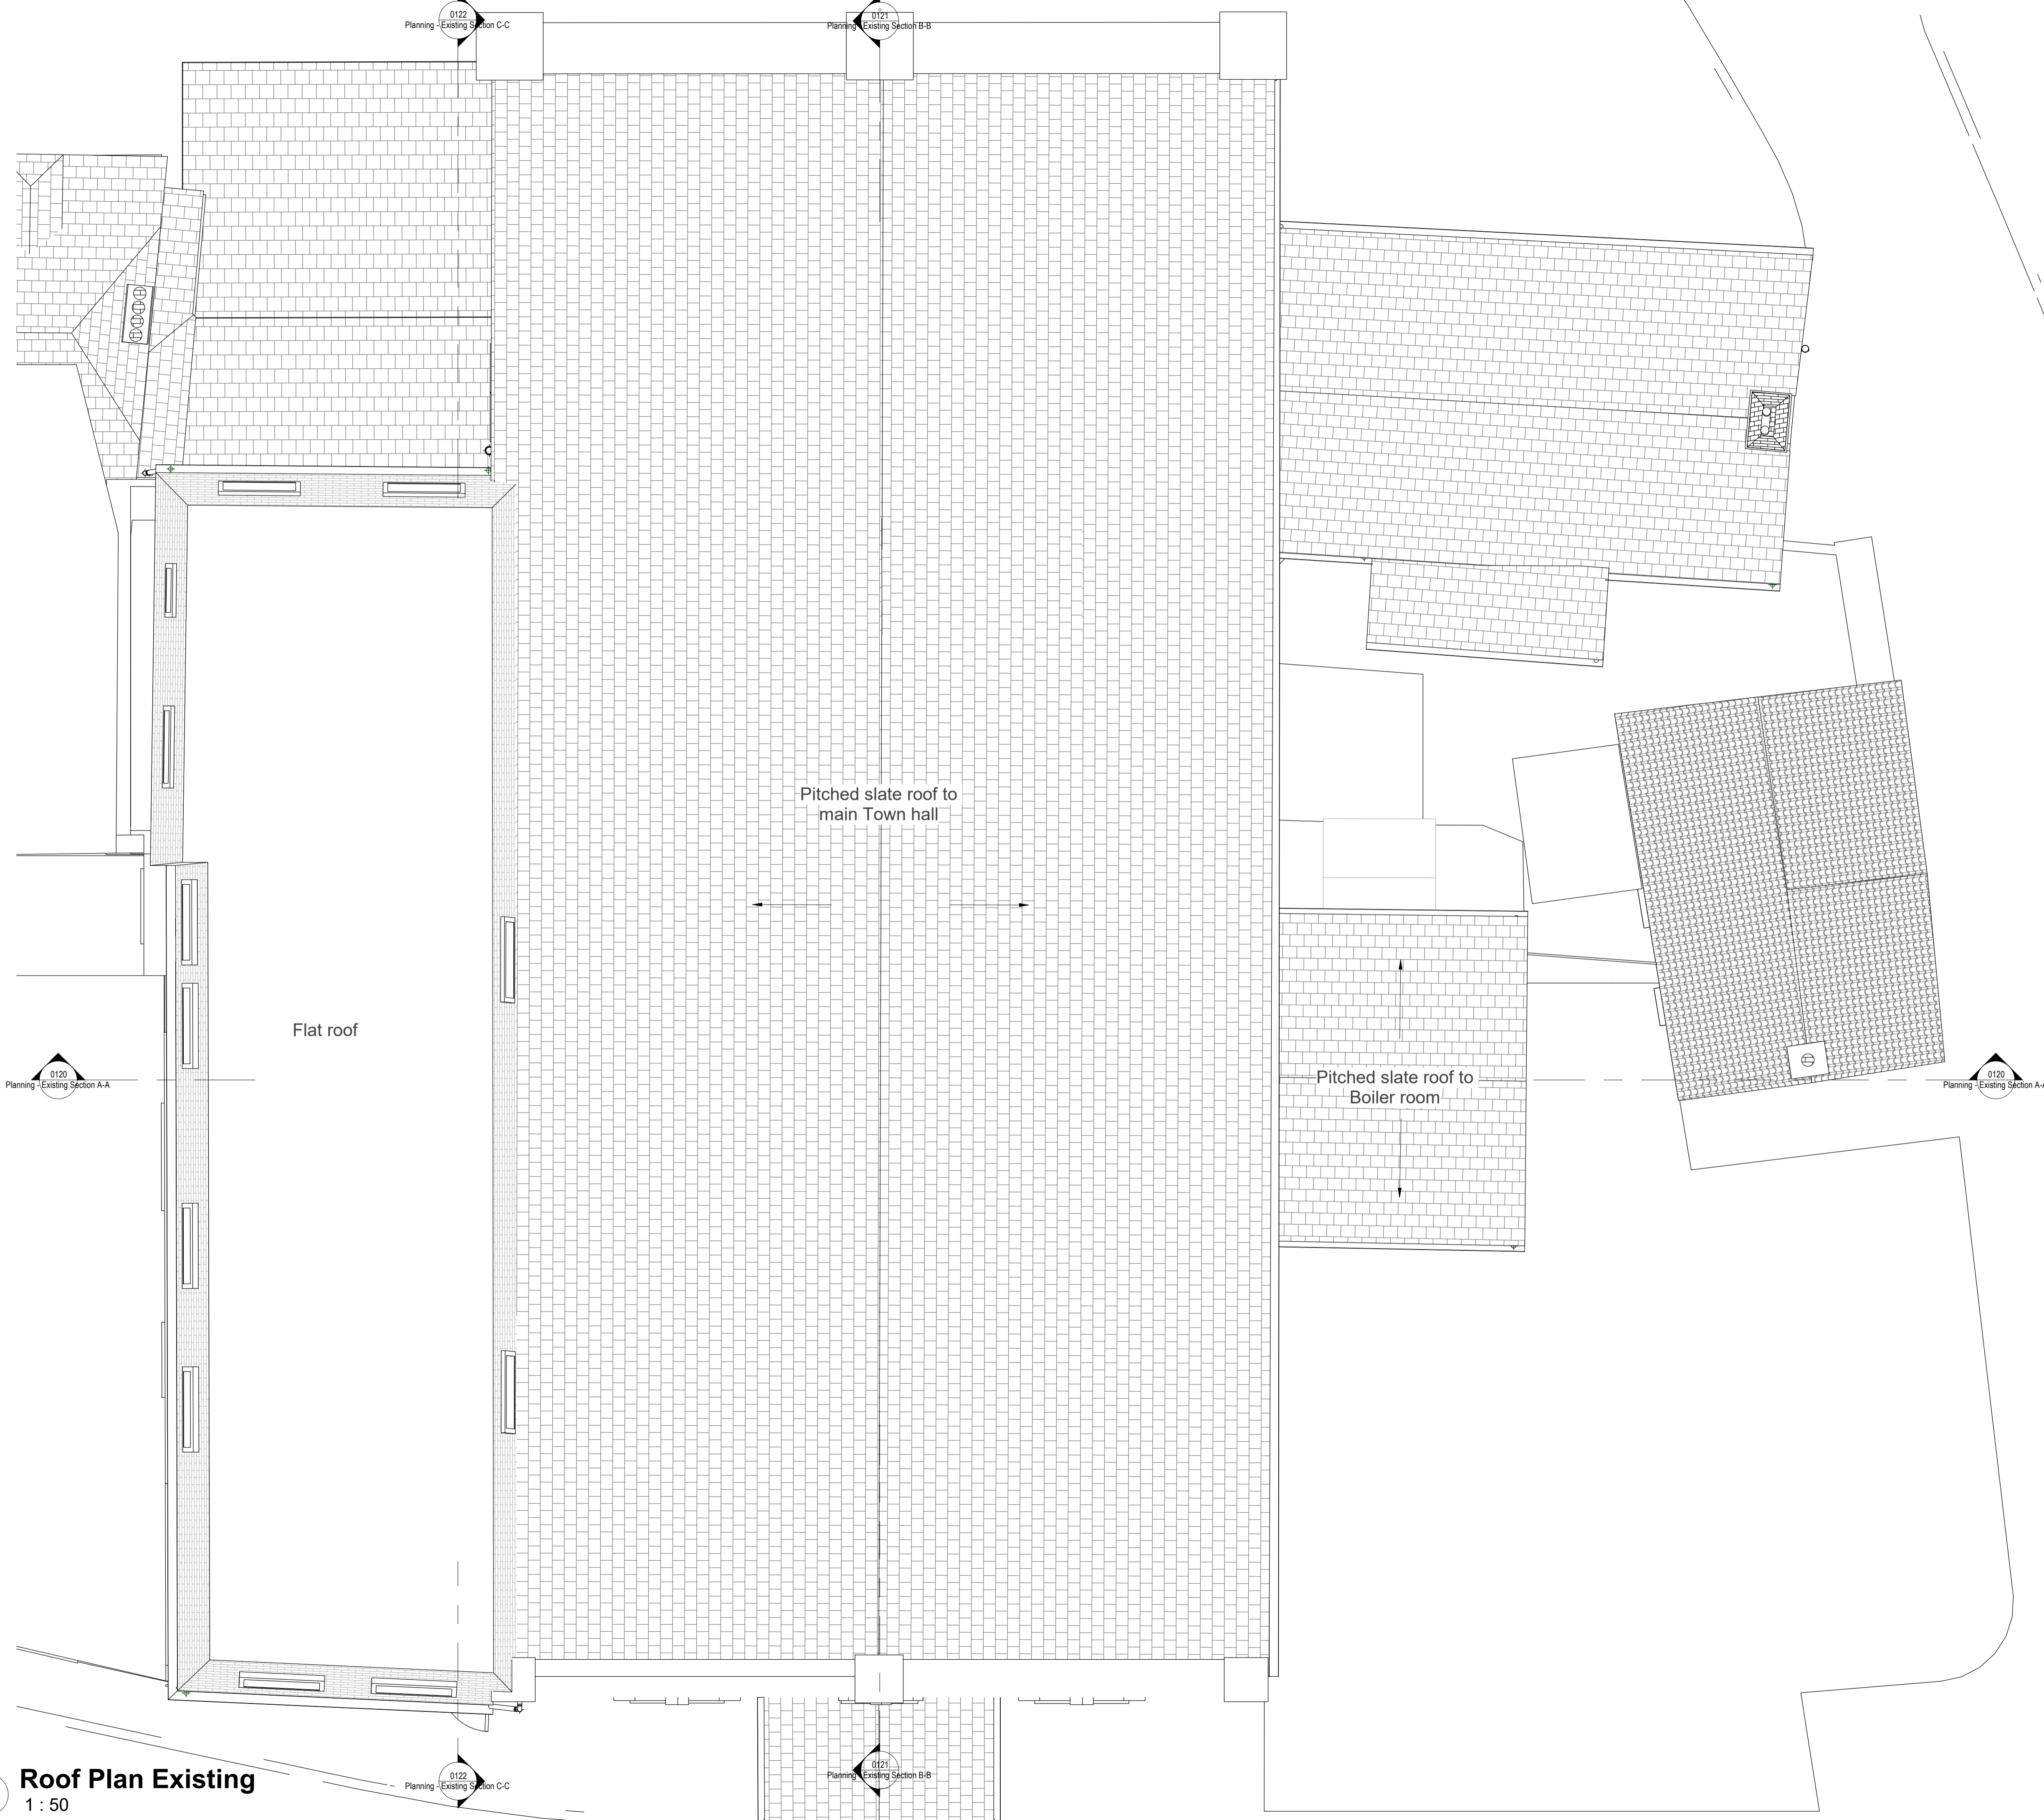 0122
Planning - Existing Section C-C
0121
Planning - Existing Section B-B
Pitched slate roof to
main Town hall
Flat roof
0120
Planning - Existing Section A-A
Pitched slate roof to
Boiler room
0120
Planning - Existing Section A-A
0122
Planning - Existing Section C-C
0121
Planning - Existing Section B-B
Roof Plan Existing
1 : 50